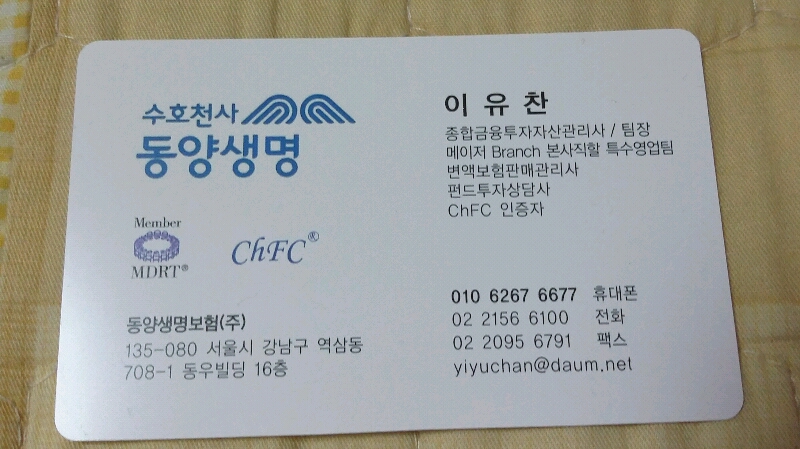 수호천사
동양생명
Member
MDRT®
ChFC®
동양생명보험(주)
135-080 서울시 강남구 역삼동
708-1 동우빌딩 16층
이유찬
종합금융투자자산관리사 / 팀장
메이저 Branch 본사직할 특수영업팀
변액보험판매관리사
펀드투자상담사
ChFC 인증자
010 6267 6677 휴대폰
02 2156 6100 전화
02 2095 6791 팩스
yiyuchan@daum.net